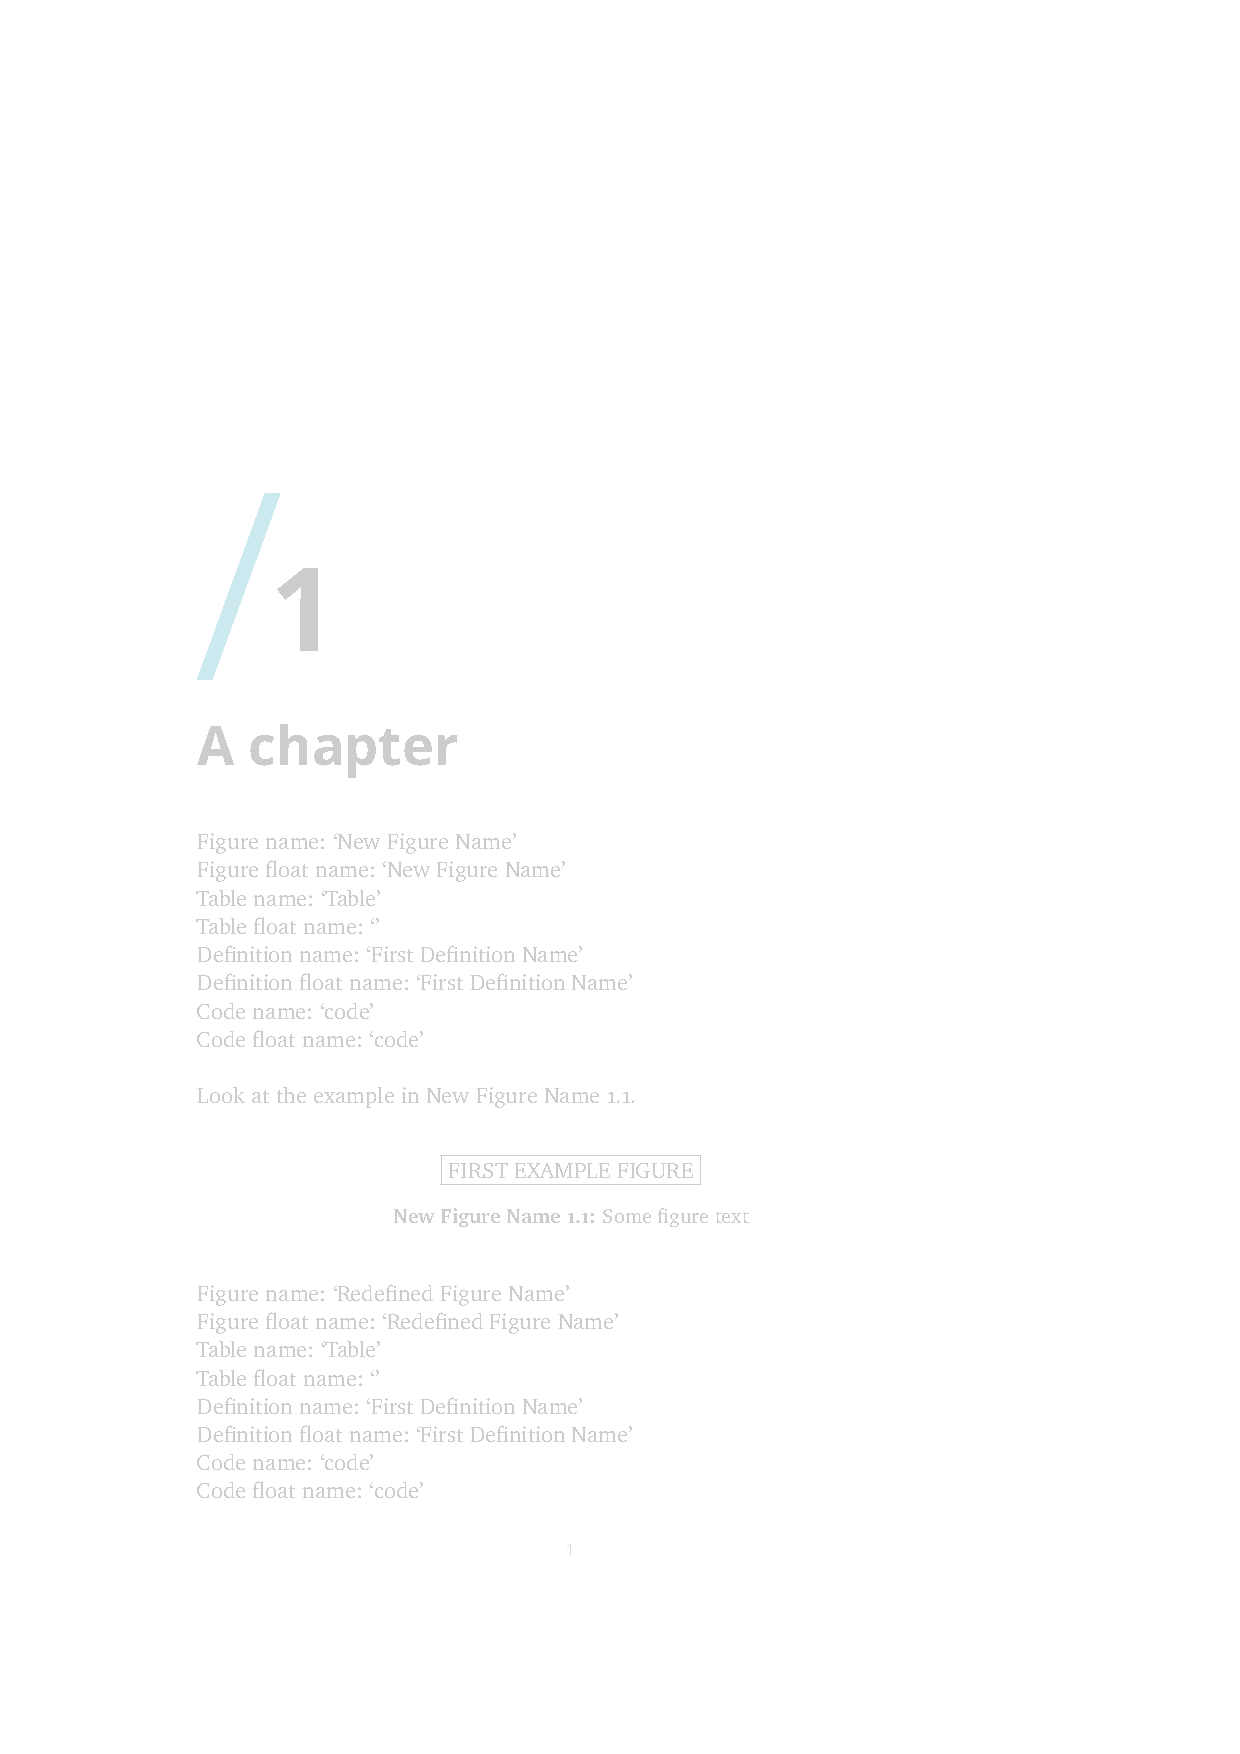 /1
A chapter
Figure name: ‘New Figure Name’
Figure float name: ‘New Figure Name’
Table name: ‘Table’
Table float name: ‘’
Definition name: ‘First Definition Name’
Definition float name: ‘First Definition Name’
Code name: ‘code’
Code float name: ‘code’
Look at the example in New Figure Name 1.1.
FIRST EXAMPLE FIGURE
New Figure Name 1.1: Some figure text
Figure name: ‘Redefined Figure Name’
Figure float name: ‘Redefined Figure Name’
Table name: ‘Table’
Table float name: ‘’
Definition name: ‘First Definition Name’
Definition float name: ‘First Definition Name’
Code name: ‘code’
Code float name: ‘code’
1